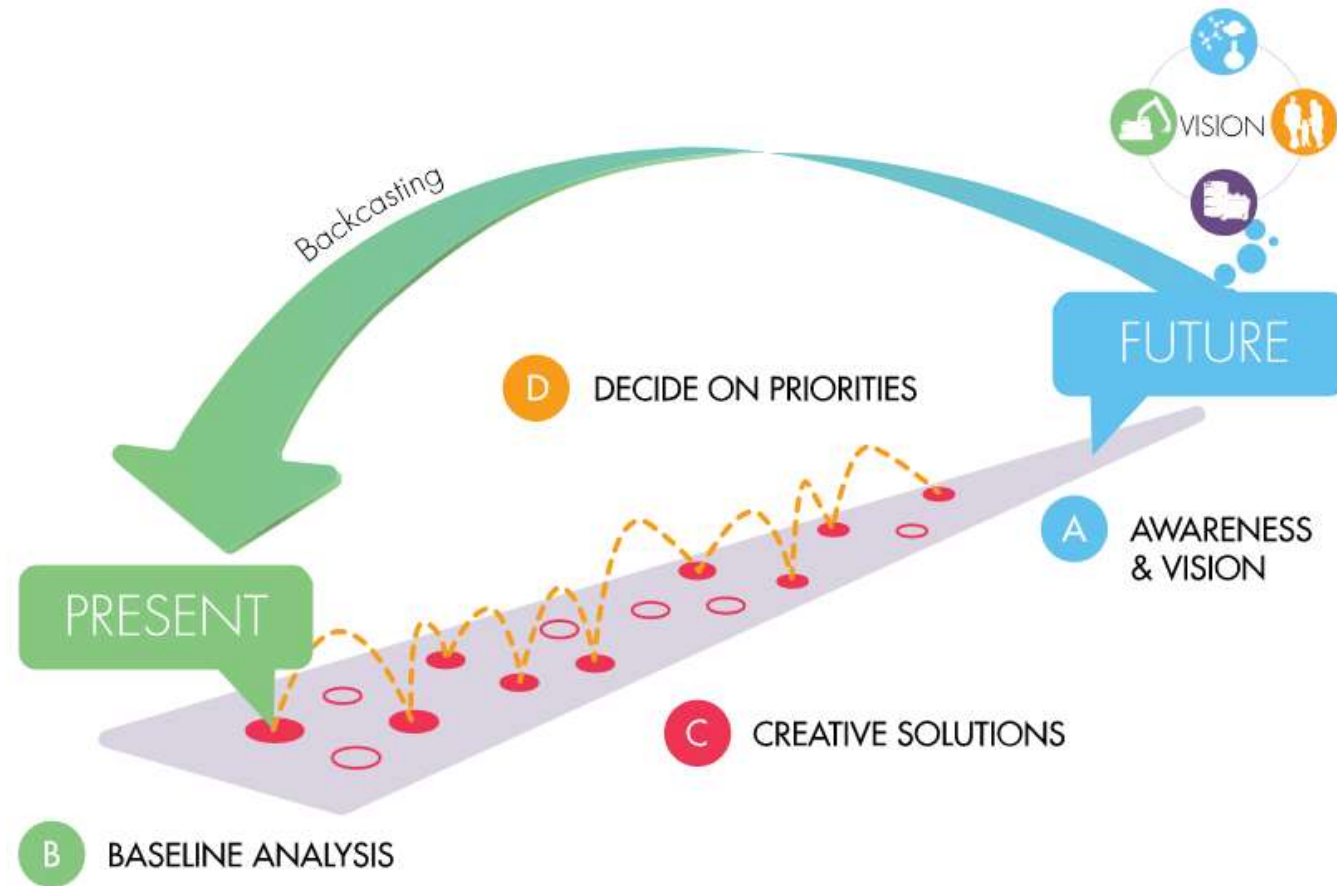 VISION
Backcasting
FUTURE
D DECIDE ON PRIORITIES
A AWARENESS
& VISION
PRESENT
C CREATIVE SOLUTIONS
B BASELINE ANALYSIS